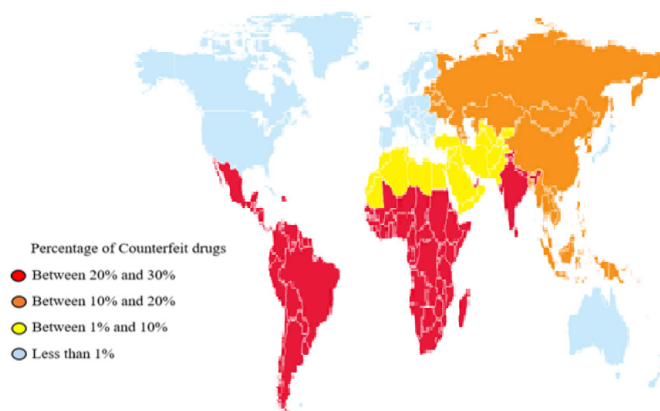 Percentage of Counterfeit drugs
Between 20% and 30%
Between 10% and 20%
Between 1% and 10%
Less than 1%